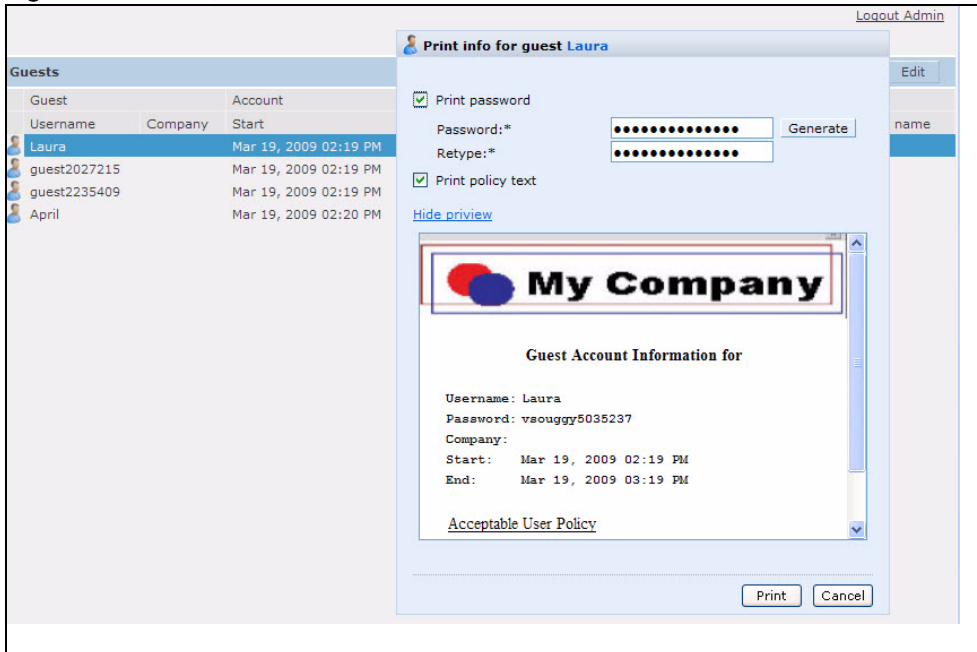 Logout Admin
Print info for guest Laura
Guests
Edit
Guest Account
Print password
Username Company Start
Password:* •••••••••••••• Generate
name
Laura Mar 19, 2009 02:19 PM
Retype:* ••••••••••••••
guest2027215 Mar 19, 2009 02:19 PM
Print policy text
guest2235409 Mar 19, 2009 02:19 PM
April Mar 19, 2009 02:20 PM
Hide priview
My Company
Guest Account Information for
Username: Laura
Password: vsouggy5035237
Company:
Start: Mar 19, 2009 02:19 PM
End: Mar 19, 2009 03:19 PM
Acceptable User Policy
Print Cancel